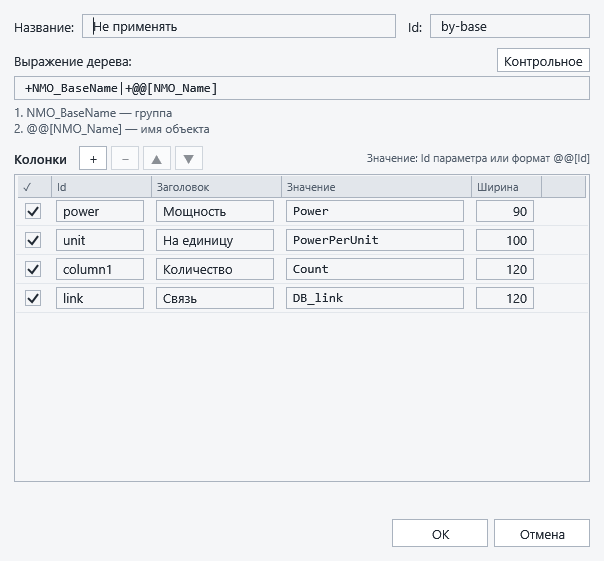 Название: Не применять Id: by-base
Выражение дерева: Контрольное
+NMO_BaseName|+@@[NMO_Name]
1. NMO_BaseName — группа
2. @@[NMO_Name] — имя объекта
Колонки + − ▲ ▼ Значение: Id параметра или формат @@[Id]
✓ Id Заголовок Значение Ширина
power Мощность Power 90
unit На единицу PowerPerUnit 100
column1 Количество Count 120
link Связь DB_link 120
OK Отмена